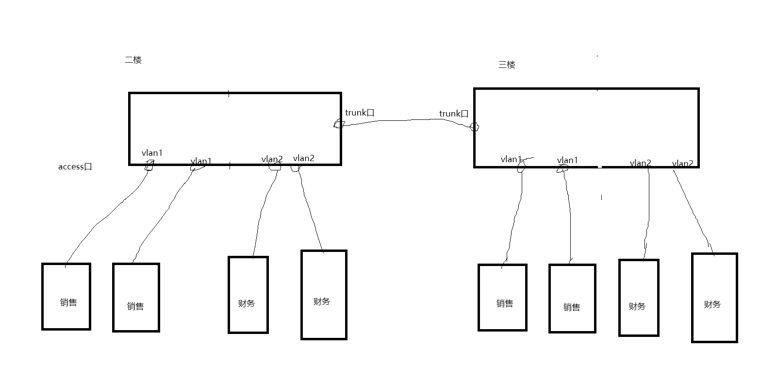 二楼
三楼
trunk口
trunk口
vlan1
vlan1
vlan2
vlan2
vlan1
vlan1
vlan2
vlan2
access口
销售
销售
财务
财务
销售
销售
财务
财务